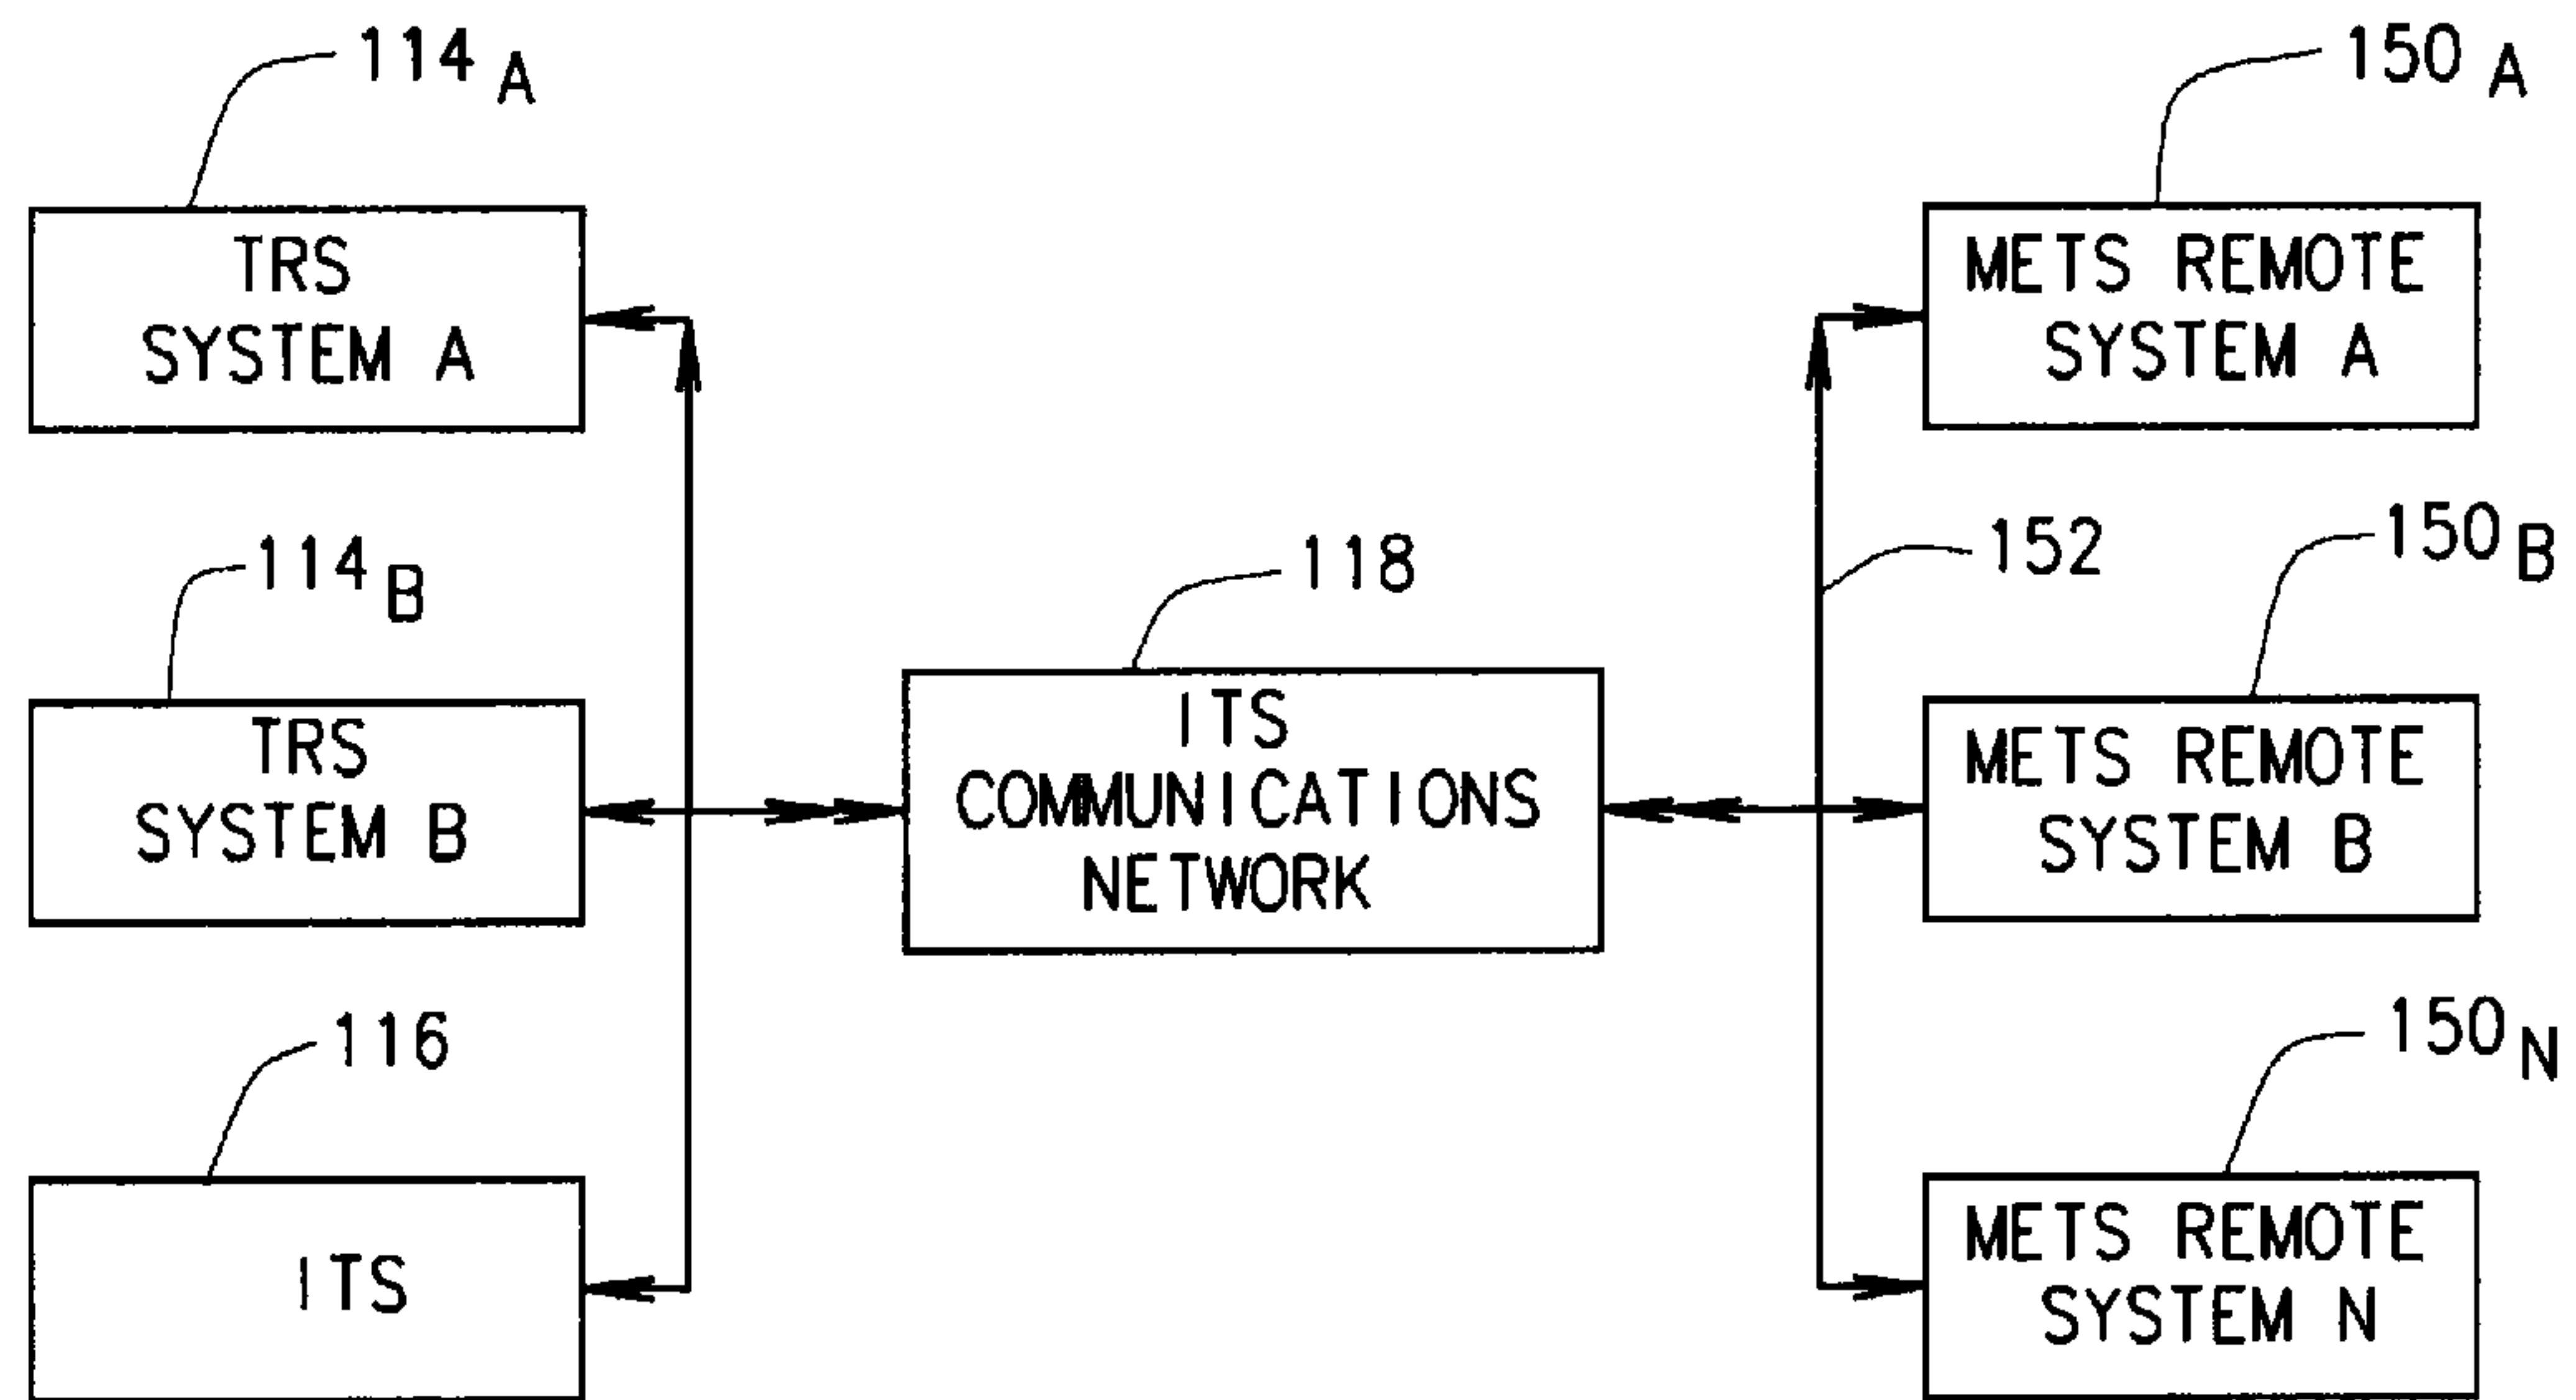 114 A
TRS
SYSTEM A
114 B
TRS
SYSTEM B
116
ITS
118
ITS
COMMUNICATIONS
NETWORK
150 A
METS REMOTE
SYSTEM A
152
150 B
METS REMOTE
SYSTEM B
150 N
METS REMOTE
SYSTEM N